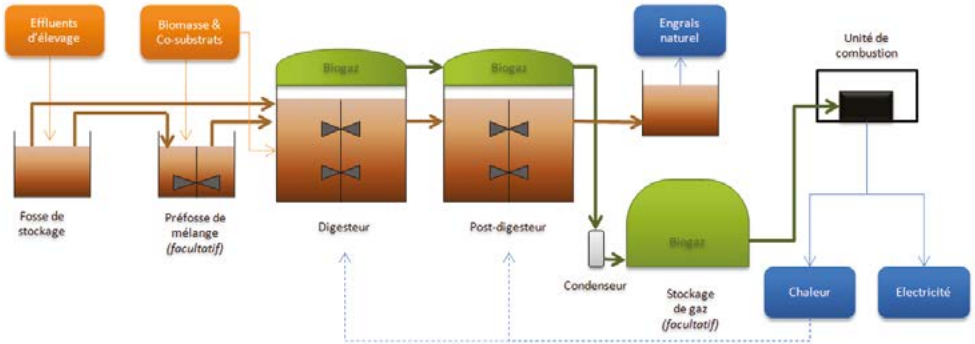 Effluents
d'élevage
Biomasse &
Co-substrats
Engrais
naturel
Unité de
combustion
Biogaz
Biogaz
Fosse de
stockage
Préfosse de
mélange
(facultatif)
Digesteur
Post-digesteur
Condenseur
Biogaz
Stockage
de gaz
(facultatif)
Chaleur
Electricité